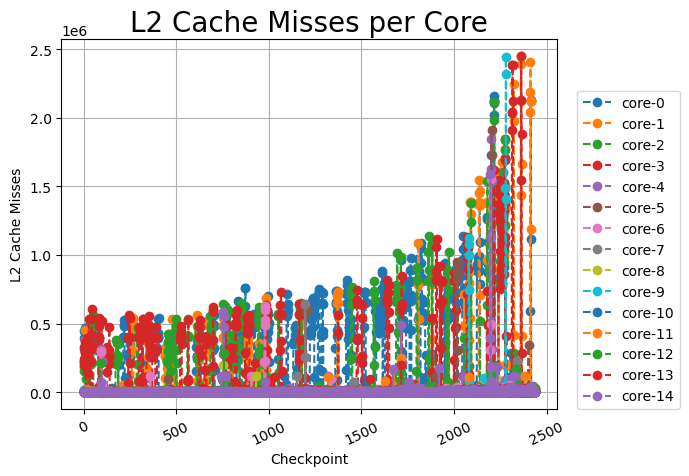 L2 Cache Misses per Core
1e6
2.5
2.0
1.5
1.0
0.5
0.0
L2 Cache Misses
0
500
1000
1500
2000
2500
Checkpoint
core-0
core-1
core-2
core-3
core-4
core-5
core-6
core-7
core-8
core-9
core-10
core-11
core-12
core-13
core-14